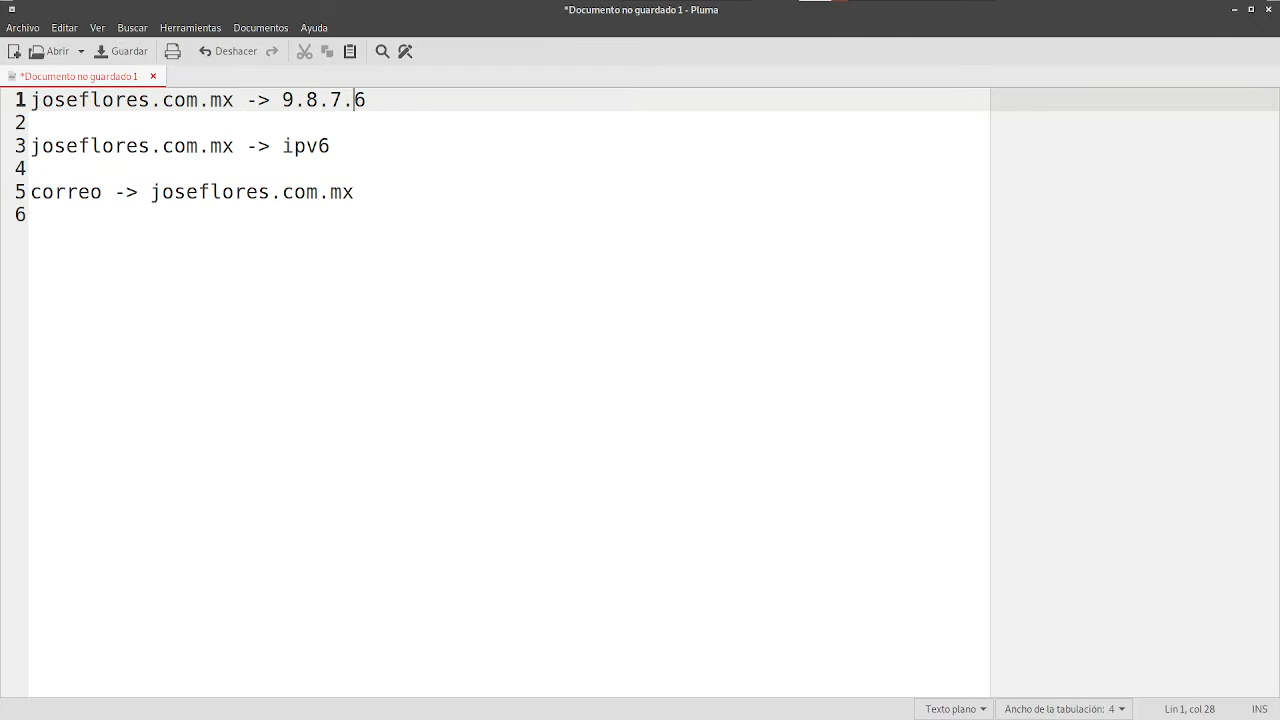 *Documento no guardado 1 - Pluma
Archivo Editar Ver Buscar Herramientas Documentos Ayuda
Abrir Guardar Deshacer
*Documento no guardado 1
1 joseflores.com.mx -> 9.8.7.6
2
3 joseflores.com.mx -> ipv6
4
5 correo -> joseflores.com.mx
6
Texto plano Ancho de la tabulación: 4 Lín 1, col 28 INS